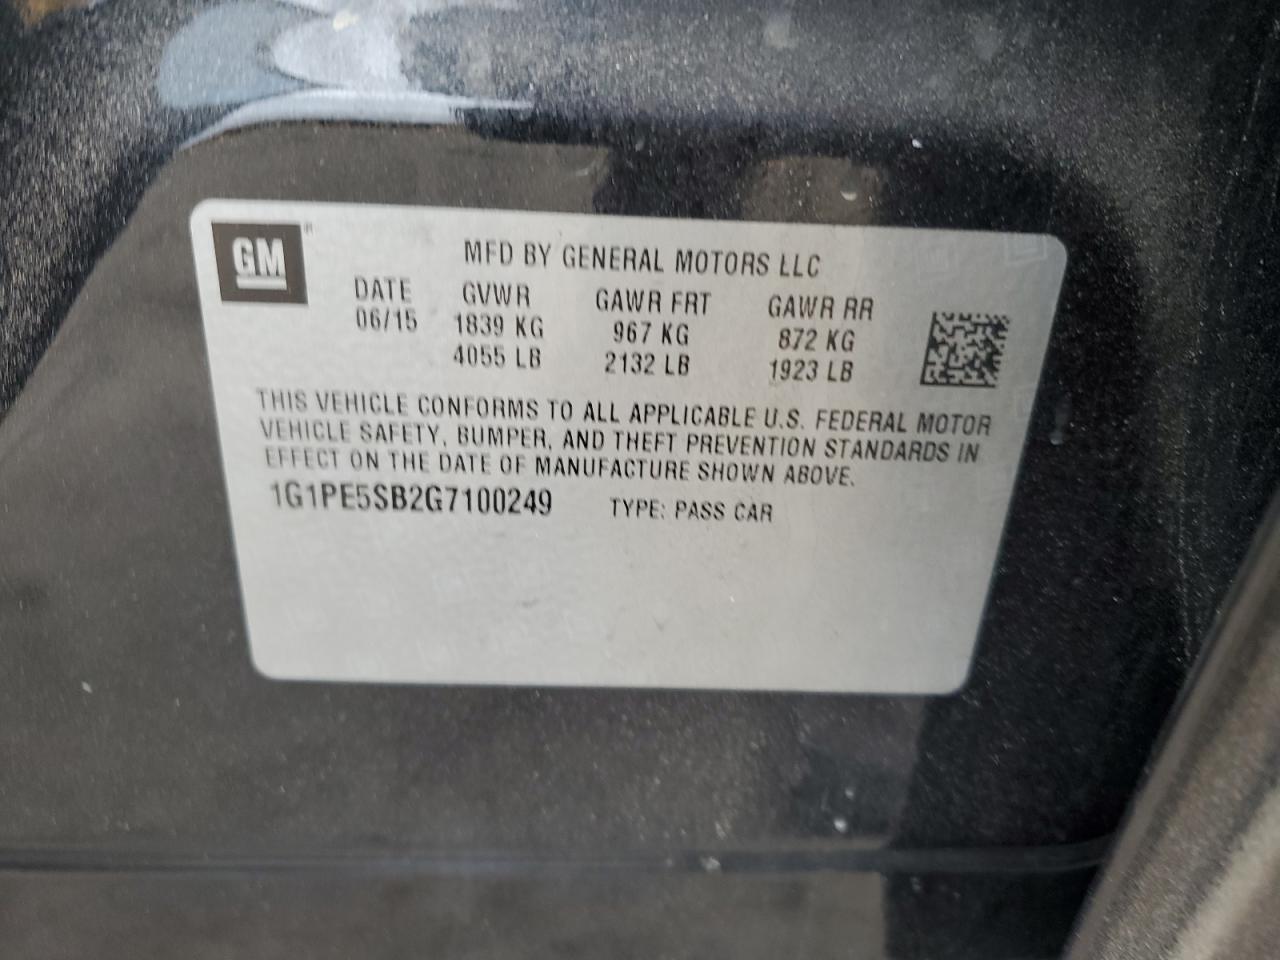 GM
MFD BY GENERAL MOTORS LLC
DATE GVWR GAWR FRT GAWR RR
06/15 1839 KG 967 KG 872 KG
4055 LB 2132 LB 1923 LB
THIS VEHICLE CONFORMS TO ALL APPLICABLE U.S. FEDERAL MOTOR
VEHICLE SAFETY, BUMPER, AND THEFT PREVENTION STANDARDS IN
EFFECT ON THE DATE OF MANUFACTURE SHOWN ABOVE.
1G1PE5SB2G7100249 TYPE: PASS CAR